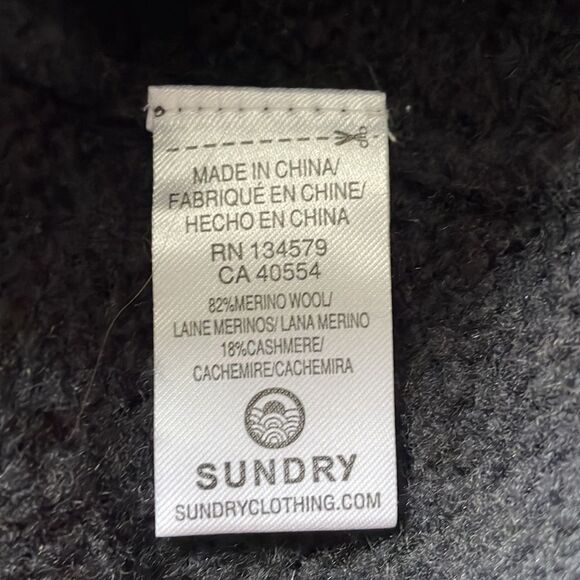 MADE IN CHINA/
FABRIQUÉ EN CHINE/
HECHO EN CHINA
RN 134579
CA 40554
82%MERINO WOOL/
LAINE MERINOS/ LANA MERINO
18%CASHMERE/
CACHEMIRE/CACHEMIRA
SUNDRY
SUNDRYCLOTHING.COM